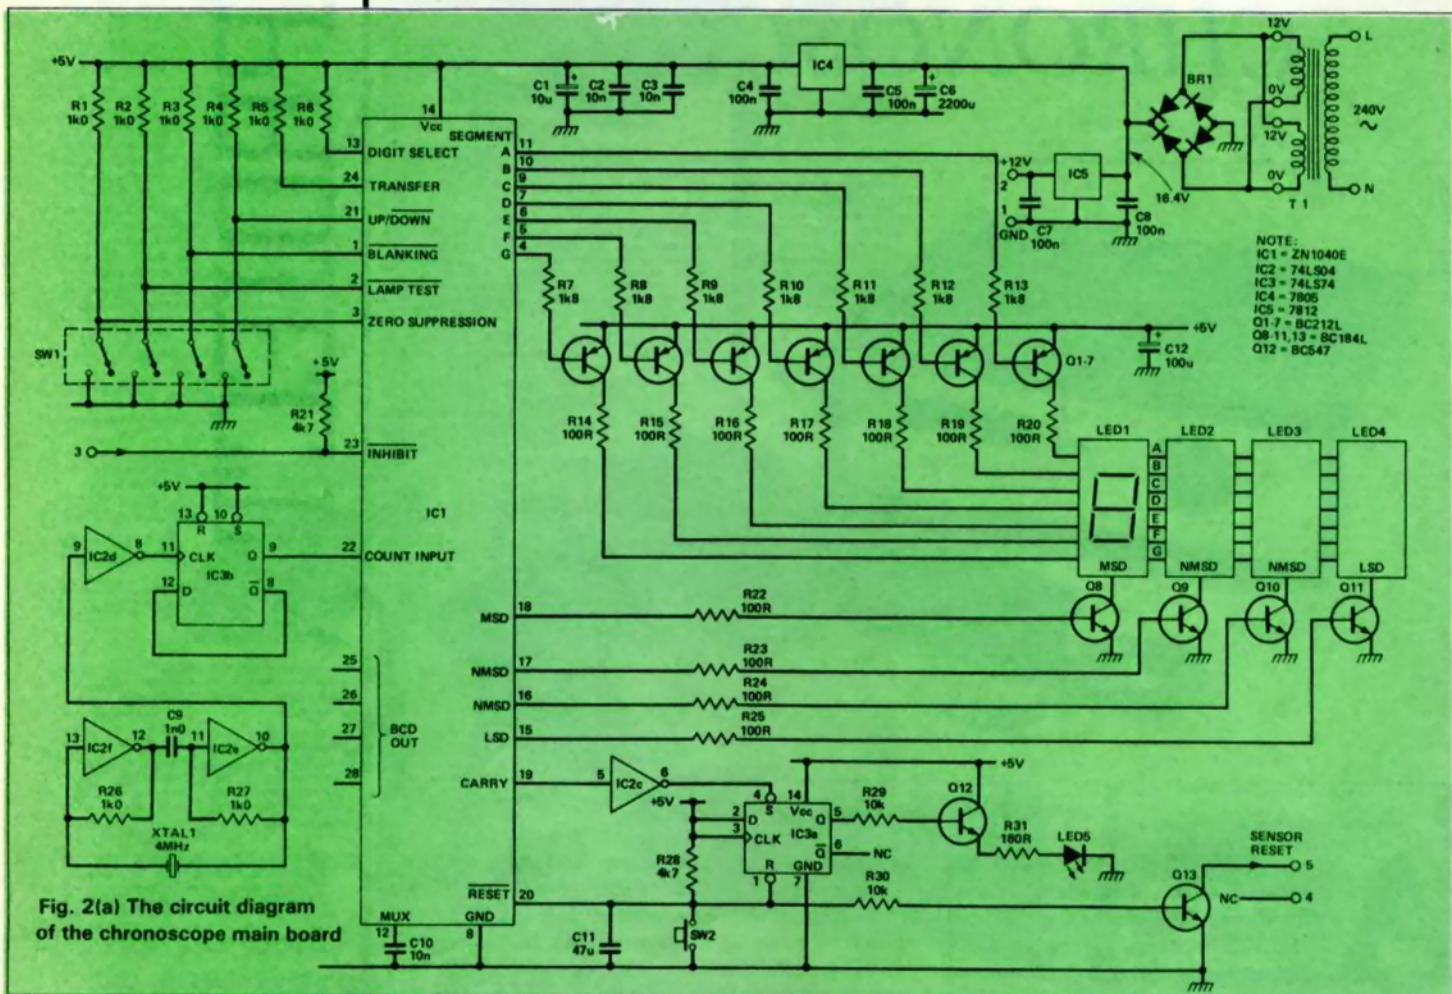 12V
L
+5V
IC4
BR1
R1
1k0
R2
1k0
R3
1k0
R4
1k0
R5
1k0
R6
1k0
C1
10u
+
C2
10n
C3
10n
C4
100n
C5
100n
+
C6
2200u
0V
12V
240V
~
14
Vcc
SEGMENT
13
DIGIT SELECT
A
11
B
10
C
9
D
7
E
6
F
5
G
4
24
TRANSFER
21
UP/DOWN
1
BLANKING
2
LAMP TEST
3
ZERO SUPPRESSION
+12V
2
IC5
16.4V
0V
N
T1
1
GND
C7
100n
C8
100n
NOTE:
IC1 = ZN1040E
IC2 = 74LS04
IC3 = 74LS74
IC4 = 7805
IC5 = 7812
Q1-7 = BC212L
Q8-11,13 = BC184L
Q12 = BC547
R7
1k8
R8
1k8
R9
1k8
R10
1k8
R11
1k8
R12
1k8
R13
1k8
+5V
+
C12
100u
Q1-7
SW1
+5V
R21
4k7
3
23
INHIBIT
R14
100R
R15
100R
R16
100R
R17
100R
R18
100R
R19
100R
R20
100R
LED1
LED2
LED3
LED4
A
B
C
D
E
F
G
MSD
NMSD
NMSD
LSD
+5V
13
10
R
S
IC1
9
IC2d
8
11
CLK
Q
9
22
COUNT INPUT
IC3b
12
D
Q
8
Q8
Q9
Q10
Q11
MSD
18
R22
100R
NMSD
17
R23
100R
NMSD
16
R24
100R
LSD
15
R25
100R
25
26
27
28
BCD
OUT
C9
1n0
13
IC2f
12
11
IC2e
10
R26
1k0
R27
1k0
XTAL1
4MHz
CARRY
19
5
IC2c
6
+5V
+5V
4
14
S
Vcc
2
D
Q
5
3
CLK
IC3a
Q
6
NC
R
GND
1
7
R29
10k
Q12
R31
180R
LED5
R28
4k7
R30
10k
SENSOR
RESET
5
Q13
NC
4
RESET
20
Fig. 2(a) The circuit diagram
of the chronoscope main board
MUX
12
GND
8
C10
10n
C11
47u
SW2